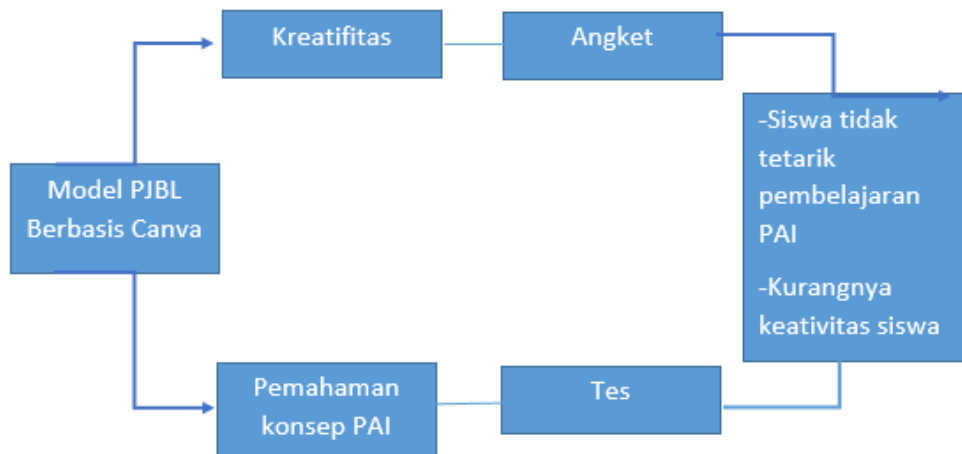 Kreatifitas
Angket
-Siswa tidak
tetarik
pembelajaran
PAI
-Kurangnya
keativitas siswa
Model PJBL
Berbasis Canva
Pemahaman
konsep PAI
Tes